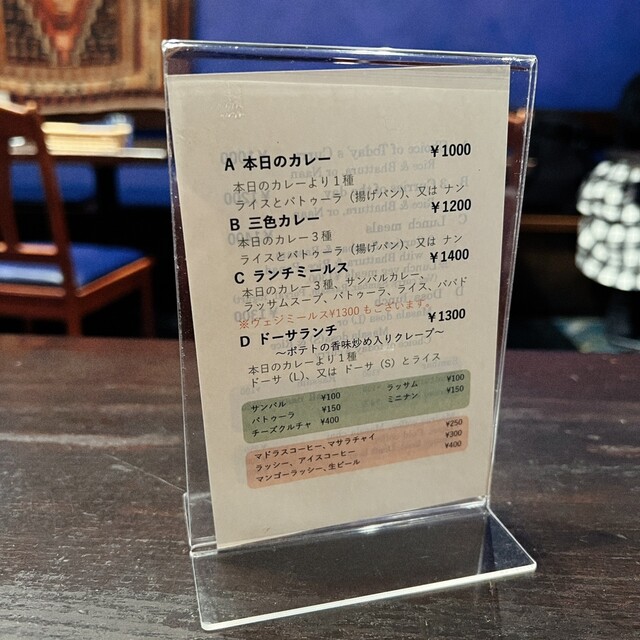 A 本日のカレー ¥1000
本日のカレーより1種
ライスとバトゥーラ（揚げパン）、又は ナン
B 三色カレー ¥1200
本日のカレー3種
ライスとバトゥーラ（揚げパン）、又は ナン
C ランチミールス ¥1400
本日のカレー3種、サンバルカレー、
ラッサムスープ、バトゥーラ、ライス、パパド
※ヴェジミールス¥1300もございます。
D ドーサランチ ¥1300
～ポテトの香味炒め入りクレープ～
本日のカレーより1種
ドーサ（L）、又は ドーサ（S）とライス
サンバル ¥100 ラッサム ¥100
バトゥーラ ¥150 ミニナン ¥150
チーズクルチャ ¥400
マドラスコーヒー、マサラチャイ ¥250
ラッシー、アイスコーヒー ¥300
マンゴーラッシー、生ビール ¥400